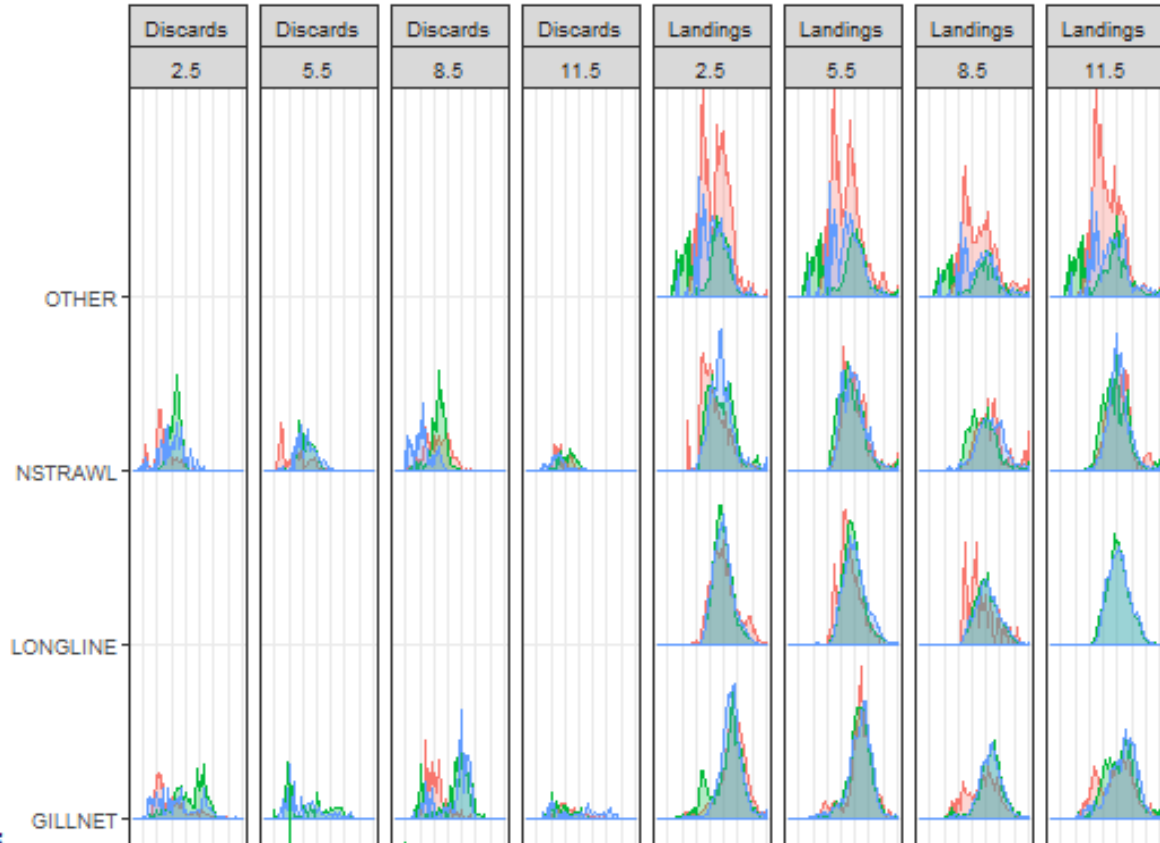 Discards Discards Discards Discards Landings Landings Landings Landings
2.5 5.5 8.5 11.5 2.5 5.5 8.5 11.5
OTHER
NSTRAWL
LONGLINE
GILLNET